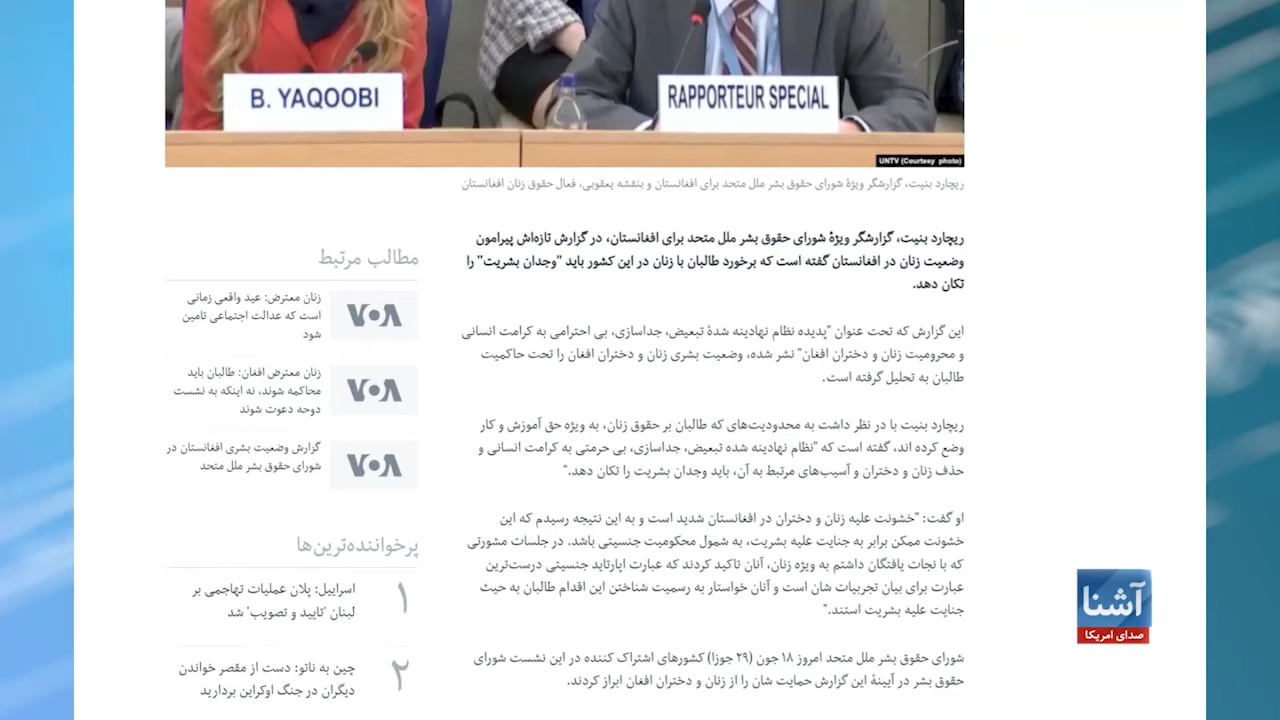 B. YAQOOBI
RAPPORTEUR SPECIAL
UNTV (Courtesy photo)
ریچارد بنیت، گزارشگر ویژۀ شورای حقوق بشر ملل متحد برای افغانستان و بنفشه یعقوبی، فعال حقوق زنان افغانستان
ریچارد بنیت، گزارشگر ویژۀ شورای حقوق بشر ملل متحد برای افغانستان، در گزارش تازه‌اش پیرامون
وضعیت زنان در افغانستان گفته است که برخورد طالبان با زنان در این کشور باید "وجدان بشریت" را
تکان دهد.
این گزارش که تحت عنوان "پدیده نظام نهادینه شدۀ تبعیض، جداسازی، بی احترامی به کرامت انسانی
و محرومیت زنان و دختران افغان" نشر شده، وضعیت بشری زنان و دختران افغان را تحت حاکمیت
طالبان به تحلیل گرفته است.
ریچارد بنیت با در نظر داشت به محدودیت‌های که طالبان بر حقوق زنان، به ویژه حق آموزش و کار
وضع کرده اند، گفته است که "نظام نهادینه شده تبعیض، جداسازی، بی حرمتی به کرامت انسانی و
حذف زنان و دختران و آسیب‌های مرتبط به آن، باید وجدان بشریت را تکان دهد."
او گفت: "خشونت علیه زنان و دختران در افغانستان شدید است و به این نتیجه رسیدم که این
خشونت ممکن برابر به جنایت علیه بشریت، به شمول محکومیت جنسیتی باشد. در جلسات مشورتی
که با نجات یافتگان داشتم به ویژه زنان، آنان تاکید کردند که عبارت اپارتاید جنسیتی درست‌ترین
عبارت برای بیان تجربیات شان است و آنان خواستار به رسمیت شناختن این اقدام طالبان به حیث
جنایت علیه بشریت استند."
شورای حقوق بشر ملل متحد امروز ۱۸ جون (۲۹ جوزا) کشورهای اشتراک کننده در این نشست شورای
حقوق بشر در آیینۀ این گزارش حمایت شان را از زنان و دختران افغان ابراز کردند.
مطالب مرتبط
VOA
زنان معترض: عید واقعی زمانی
است که عدالت اجتماعی تامین
شود
VOA
زنان معترض افغان: طالبان باید
محاکمه شوند، نه اینکه به نشست
دوحه دعوت شوند
VOA
گزارش وضعیت بشری افغانستان در
شورای حقوق بشر ملل متحد
پرخواننده‌ترین‌ها
۱
اسراییل: پلان عملیات تهاجمی بر
لبنان 'تایید و تصویب' شد
۲
چین به ناتو: دست از مقصر خواندن
دیگران در جنگ اوکراین بردارید
آشنا
صدای امریکا